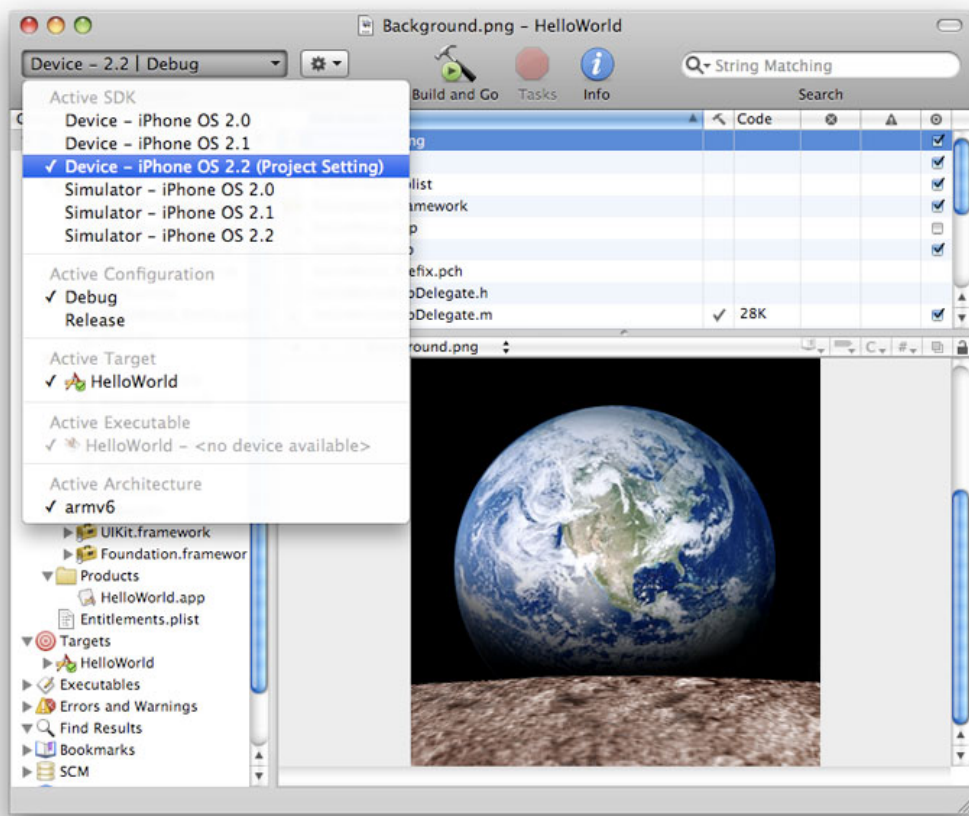 Background.png – HelloWorld
Device – 2.2 | Debug
Build and Go
Tasks
Info
String Matching
Search
Active SDK
Device – iPhone OS 2.0
Device – iPhone OS 2.1
✓ Device – iPhone OS 2.2 (Project Setting)
Simulator – iPhone OS 2.0
Simulator – iPhone OS 2.1
Simulator – iPhone OS 2.2
Active Configuration
✓ Debug
Release
Active Target
✓ HelloWorld
Active Executable
✓ HelloWorld – <no device available>
Active Architecture
✓ armv6
Code
ng
list
amework
efix.pch
Delegate.h
Delegate.m 28K
round.png
C #
UIKit.framework
Foundation.framewor
Products
HelloWorld.app
Entitlements.plist
Targets
HelloWorld
Executables
Errors and Warnings
Find Results
Bookmarks
SCM